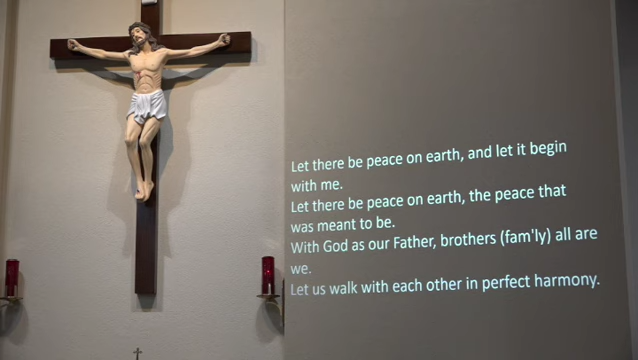 Let there be peace on earth, and let it begin
with me.
Let there be peace on earth, the peace that
was meant to be.
With God as our Father, brothers (fam'ly) all are
we.
Let us walk with each other in perfect harmony.